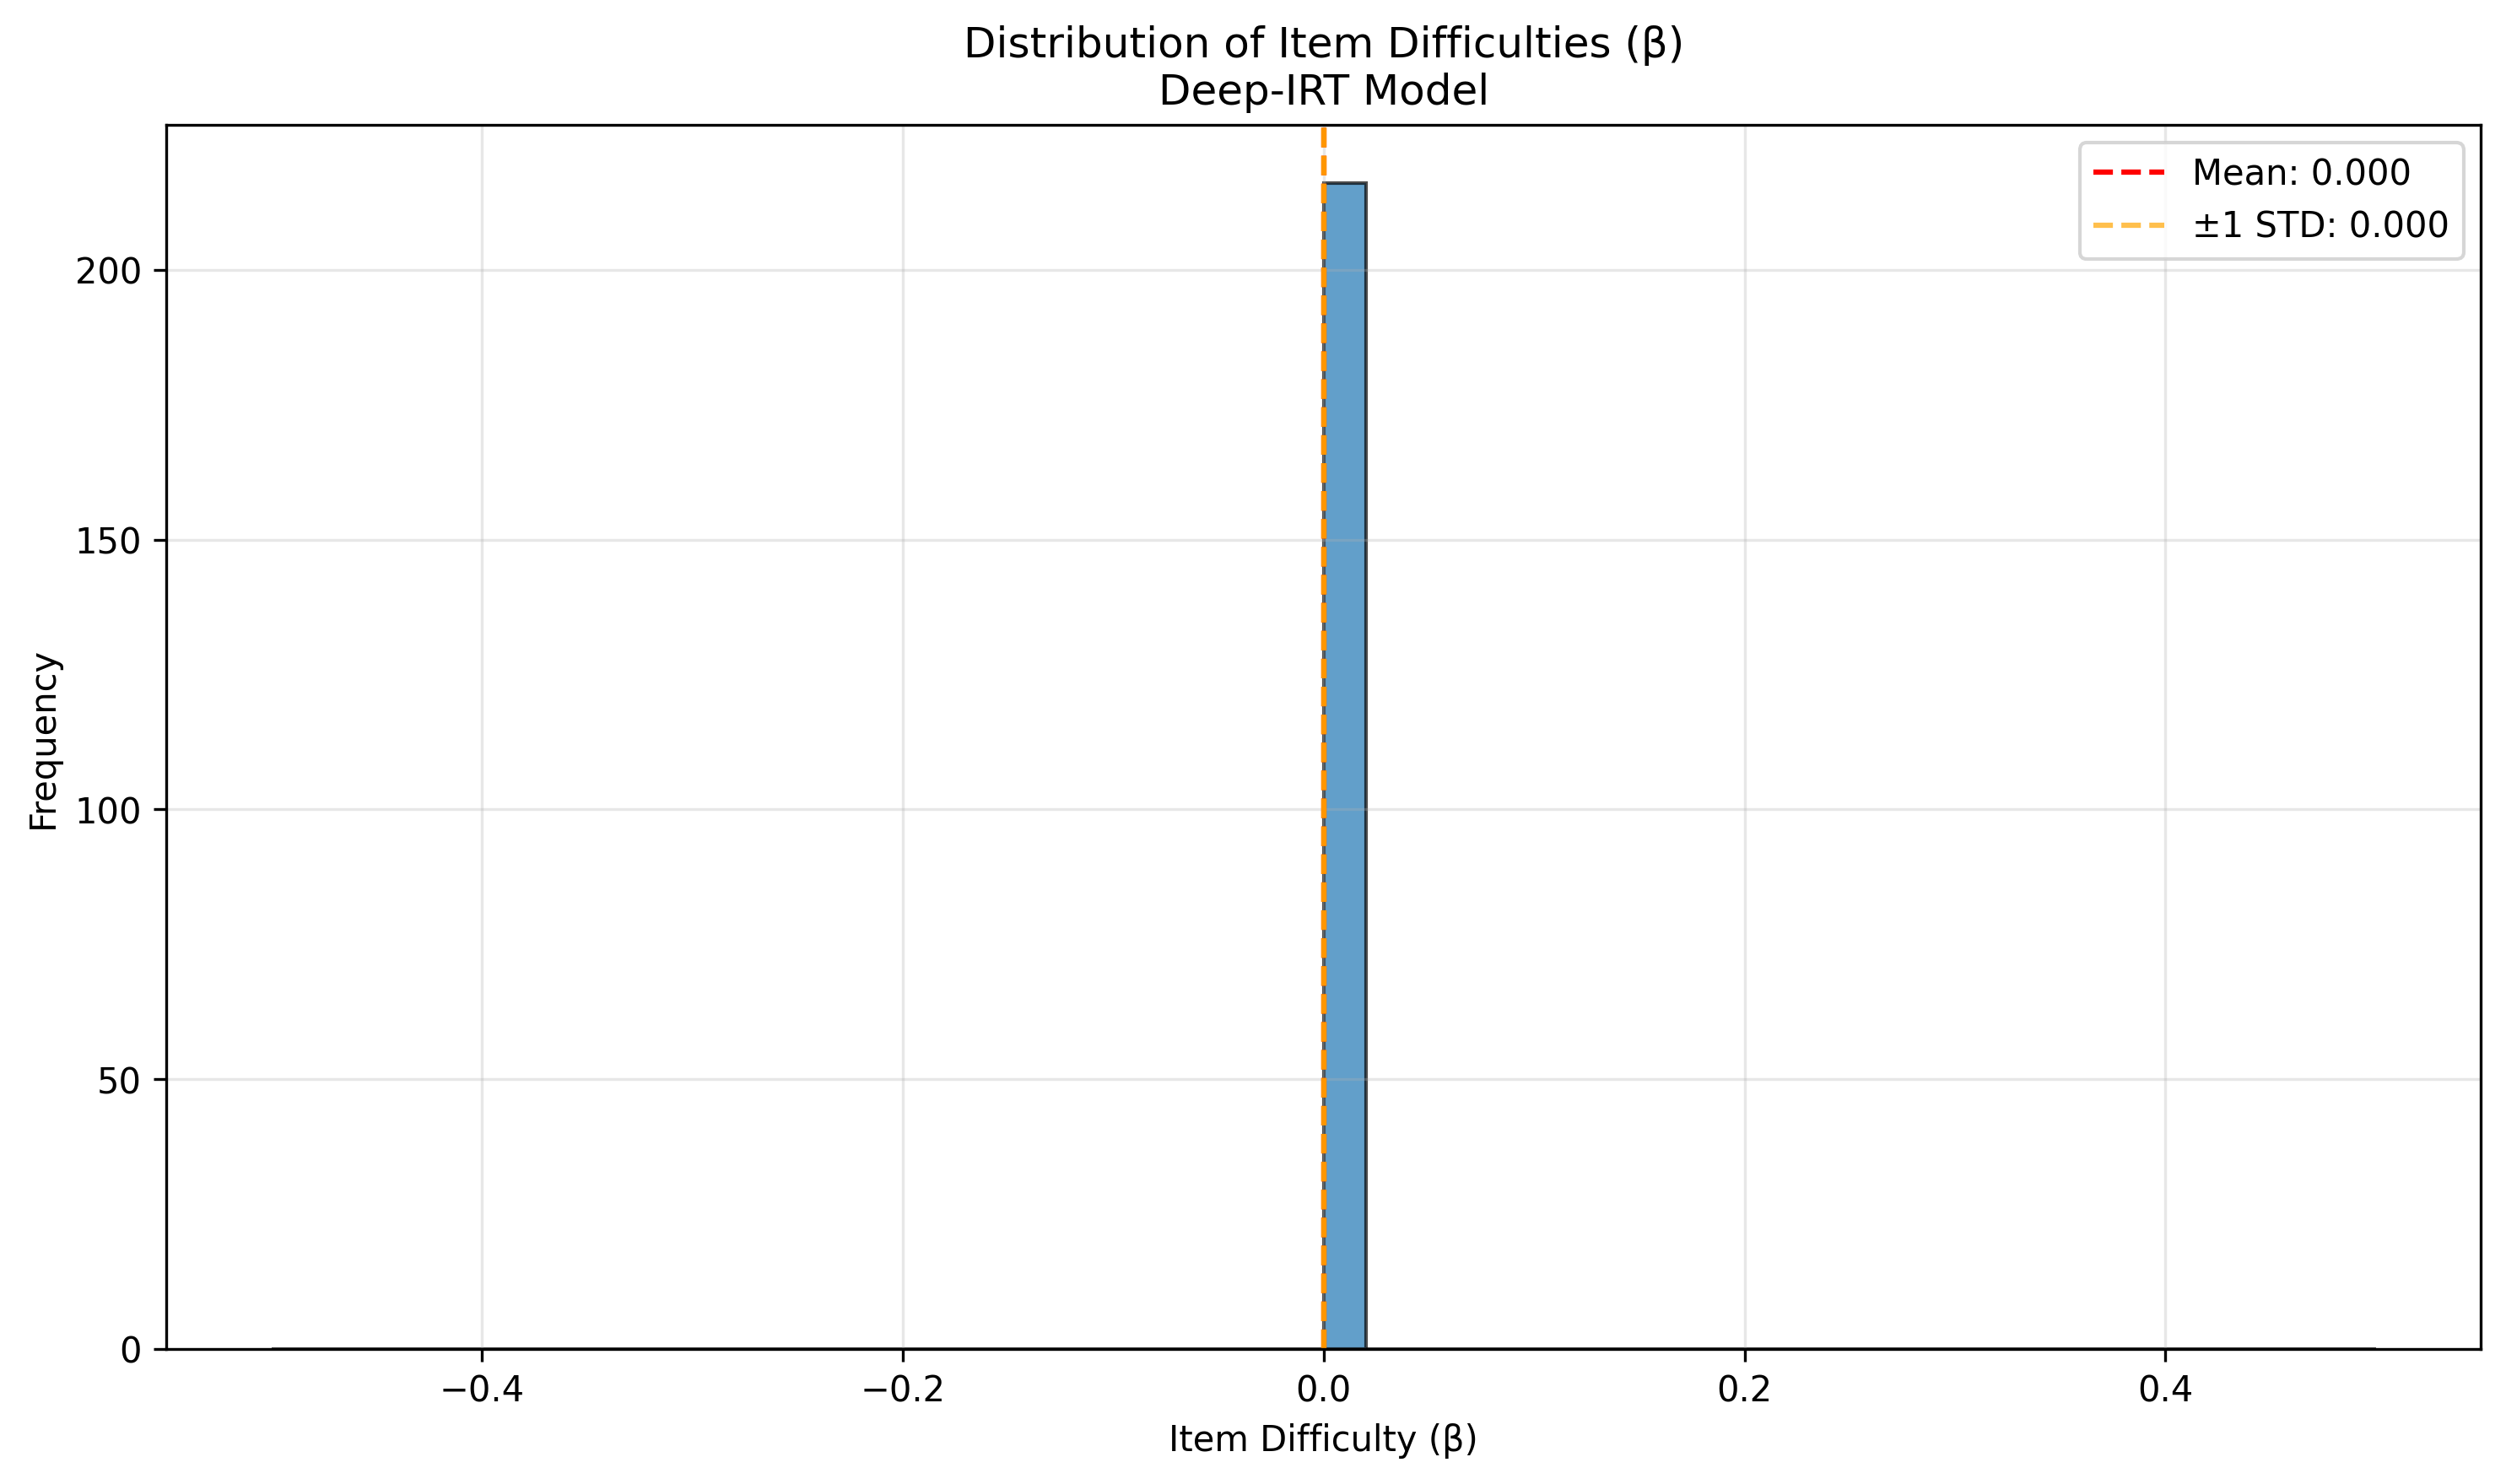 Distribution of Item Difficulties (β)
Deep-IRT Model
Mean: 0.000
±1 STD: 0.000
Frequency
200
150
100
50
0
−0.4
−0.2
0.0
0.2
0.4
Item Difficulty (β)